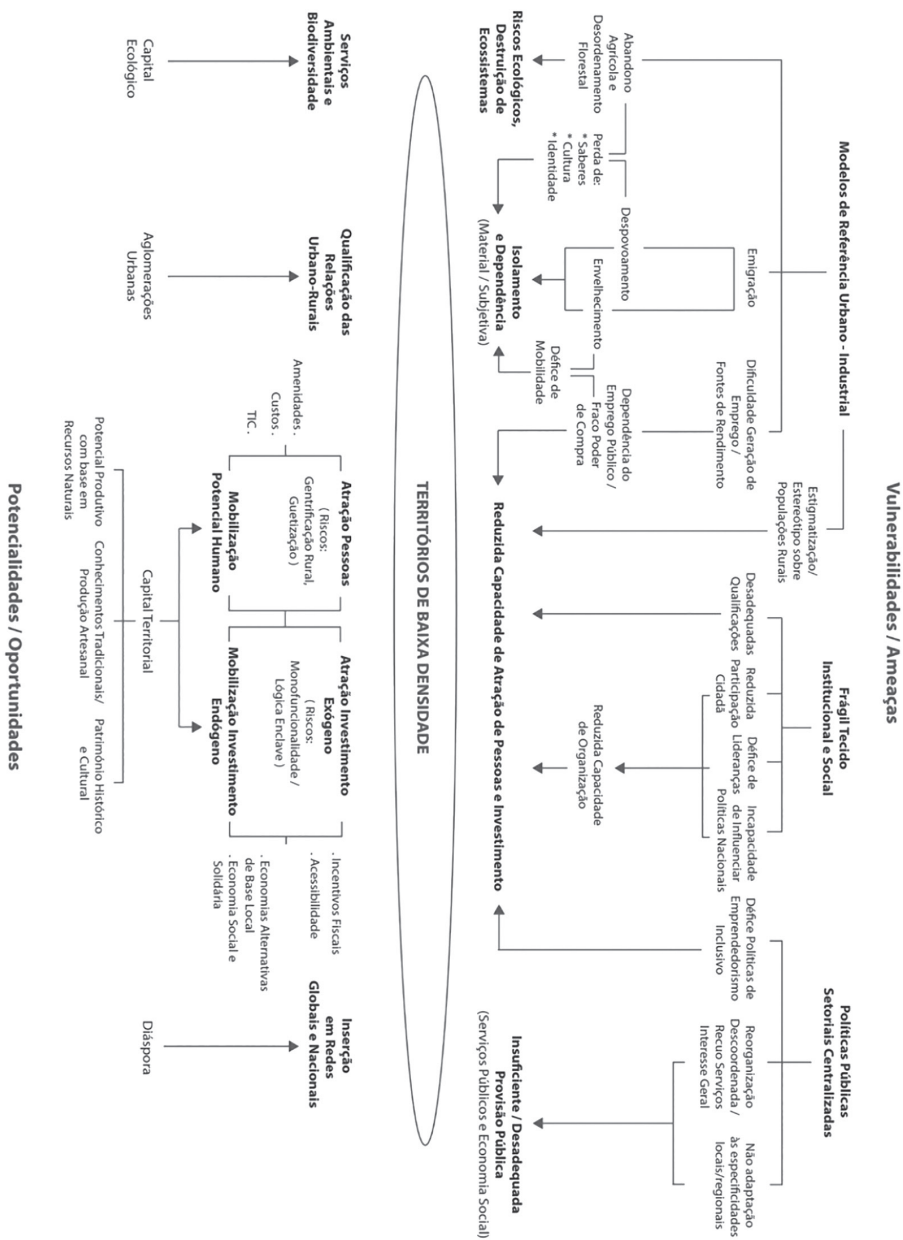 Vulnerabilidades / Ameaças
Modelos de Referência Urbano - Industrial
Frágil Tecido
Institucional e Social
Políticas Públicas
Setoriais Centralizadas
Emigração
Dificuldade Geração de
Emprego /
Fontes de Rendimento
Estigmatização/
Estereótipo sobre
Populações Rurais
Desadequadas
Qualificações
Reduzida
Participação
Cidadã
Défice de
Lideranças
Incapacidade
de Influenciar
Políticas Nacionais
Défice Políticas de
Emprendedorismo
Inclusivo
Reorganização
Descoordenada /
Recuo Serviços
Interesse Geral
Não adaptação
às especificidades
locais/regionais
Abandono
Agrícola e
Desordenamento
Florestal
Despovoamento
Envelhecimento
Perda de:
* Saberes
* Cultura
* Identidade
Dependência do
Emprego Público /
Fraco Poder
de Compra
Défice de
Mobilidade
Reduzida Capacidade
de Organização
Riscos Ecológicos,
Destruição de
Ecossistemas
Isolamento
e Dependência
(Material / Subjetiva)
Reduzida Capacidade de Atração de Pessoas e Investimento
Insuficiente / Desadequada
Provisão Pública
(Serviços Públicos e Economia Social)
TERRITÓRIOS DE BAIXA DENSIDADE
Serviços
Ambientais e
Biodiversidade
Qualificação das
Relações
Urbano-Rurais
Amenidades .
Custos .
TIC .
Atração Pessoas
( Riscos:
Gentrificação Rural,
Guetização )
Mobilização
Potencial Humano
Atração Investimento
Exógeno
( Riscos:
Monofuncionalidade /
Lógica Enclave )
Mobilização Investimento
Endógeno
. Incentivos Fiscais
. Acessibilidade
. Economias Alternativas
de Base Local
. Economia Social e
Solidária
Inserção
em Redes
Globais e Nacionais
Capital
Ecológico
Aglomerações
Urbanas
Capital Territorial
Diáspora
Potencial Produtivo
com base em
Recursos Naturais
Conhecimentos Tradicionais/
Produção Artesanal
Património Histórico
e Cultural
Potencialidades / Oportunidades